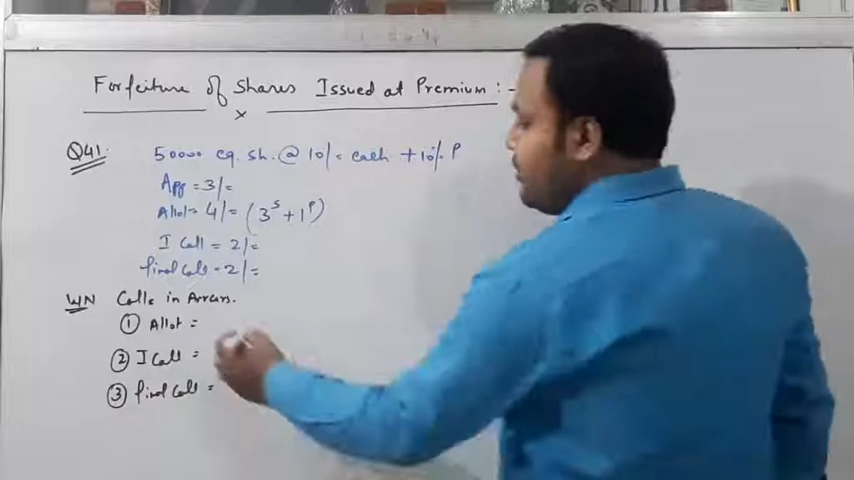 Forfeiture of Shares Issued at Premium :-
Q41. 50000 eq. sh. @ 10/= each + 10% P
App = 3/=
Allot = 4/= (3ˢ + 1ᴾ)
I Call = 2/=
final Call = 2/=
WN Calls in Arrears.
① Allot =
② I Call =
③ final Call =